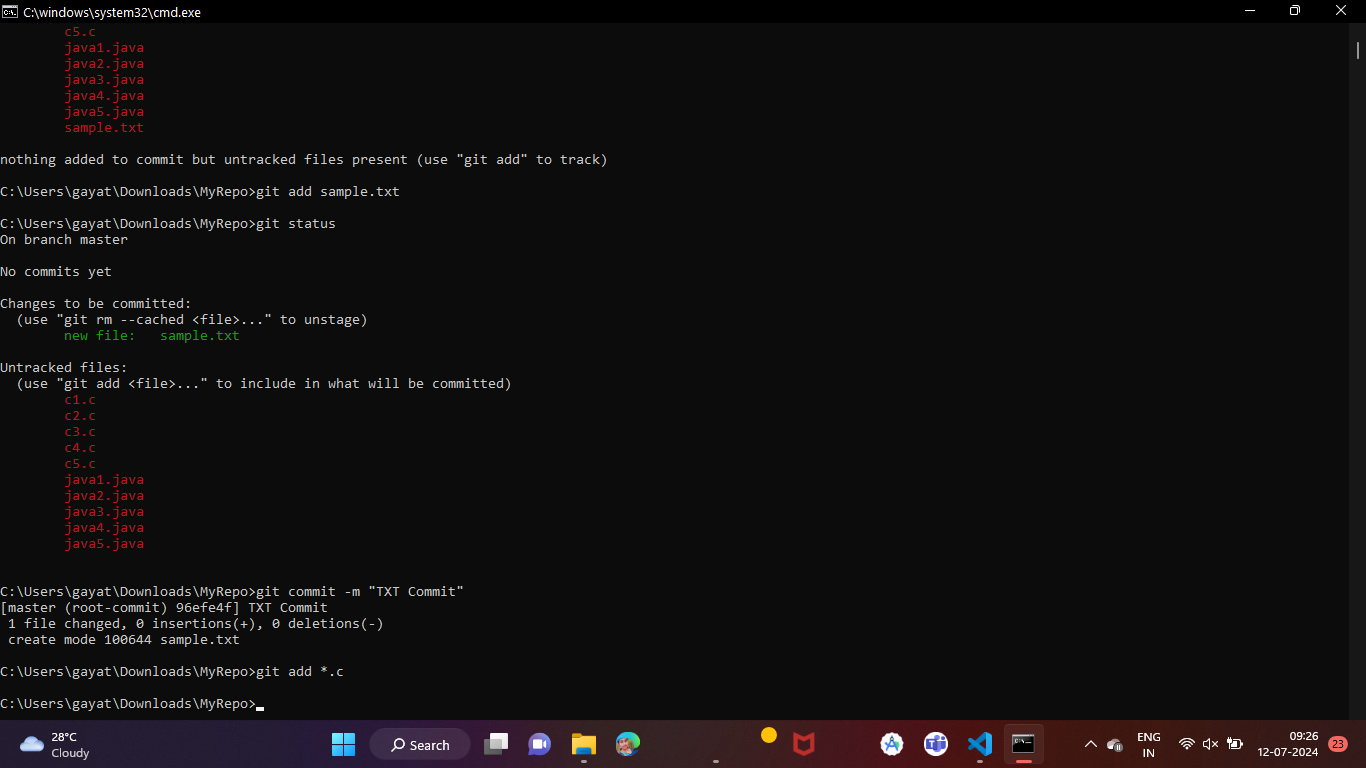 C:\windows\system32\cmd.exe
c5.c
java1.java
java2.java
java3.java
java4.java
java5.java
sample.txt
nothing added to commit but untracked files present (use "git add" to track)
C:\Users\gayat\Downloads\MyRepo>git add sample.txt
C:\Users\gayat\Downloads\MyRepo>git status
On branch master
No commits yet
Changes to be committed:
(use "git rm --cached <file>..." to unstage)
new file:   sample.txt
Untracked files:
(use "git add <file>..." to include in what will be committed)
c1.c
c2.c
c3.c
c4.c
c5.c
java1.java
java2.java
java3.java
java4.java
java5.java
C:\Users\gayat\Downloads\MyRepo>git commit -m "TXT Commit"
[master (root-commit) 96efe4f] TXT Commit
1 file changed, 0 insertions(+), 0 deletions(-)
create mode 100644 sample.txt
C:\Users\gayat\Downloads\MyRepo>git add *.c
C:\Users\gayat\Downloads\MyRepo>
28°C
Cloudy
Search
ENG
IN
09:26
12-07-2024
23